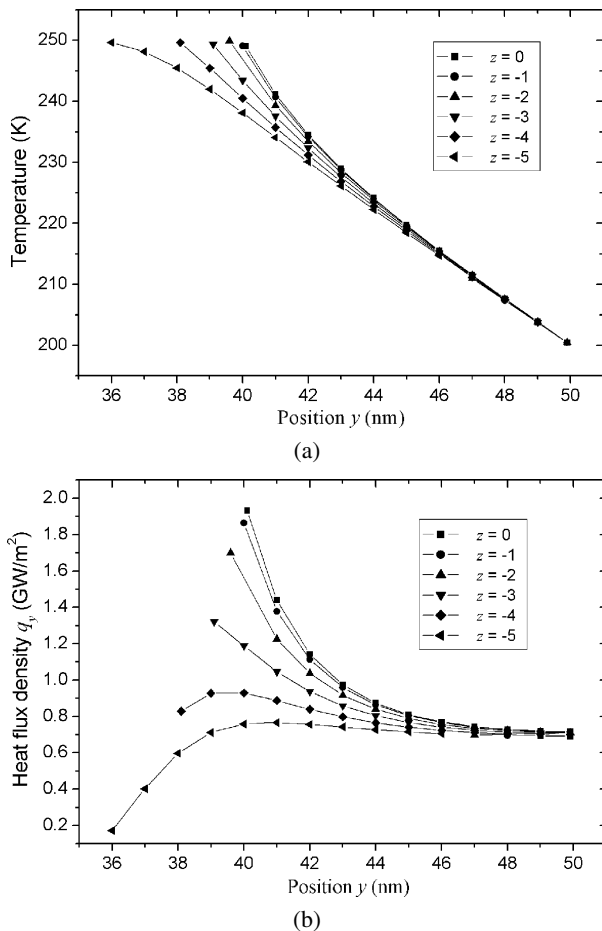 250
240
230
220
210
200
Temperature (K)
z = 0
z = -1
z = -2
z = -3
z = -4
z = -5
36 38 40 42 44 46 48 50
Position y (nm)
(a)
2.0
1.8
1.6
1.4
1.2
1.0
0.8
0.6
0.4
0.2
Heat flux density q_y (GW/m²)
z = 0
z = -1
z = -2
z = -3
z = -4
z = -5
36 38 40 42 44 46 48 50
Position y (nm)
(b)